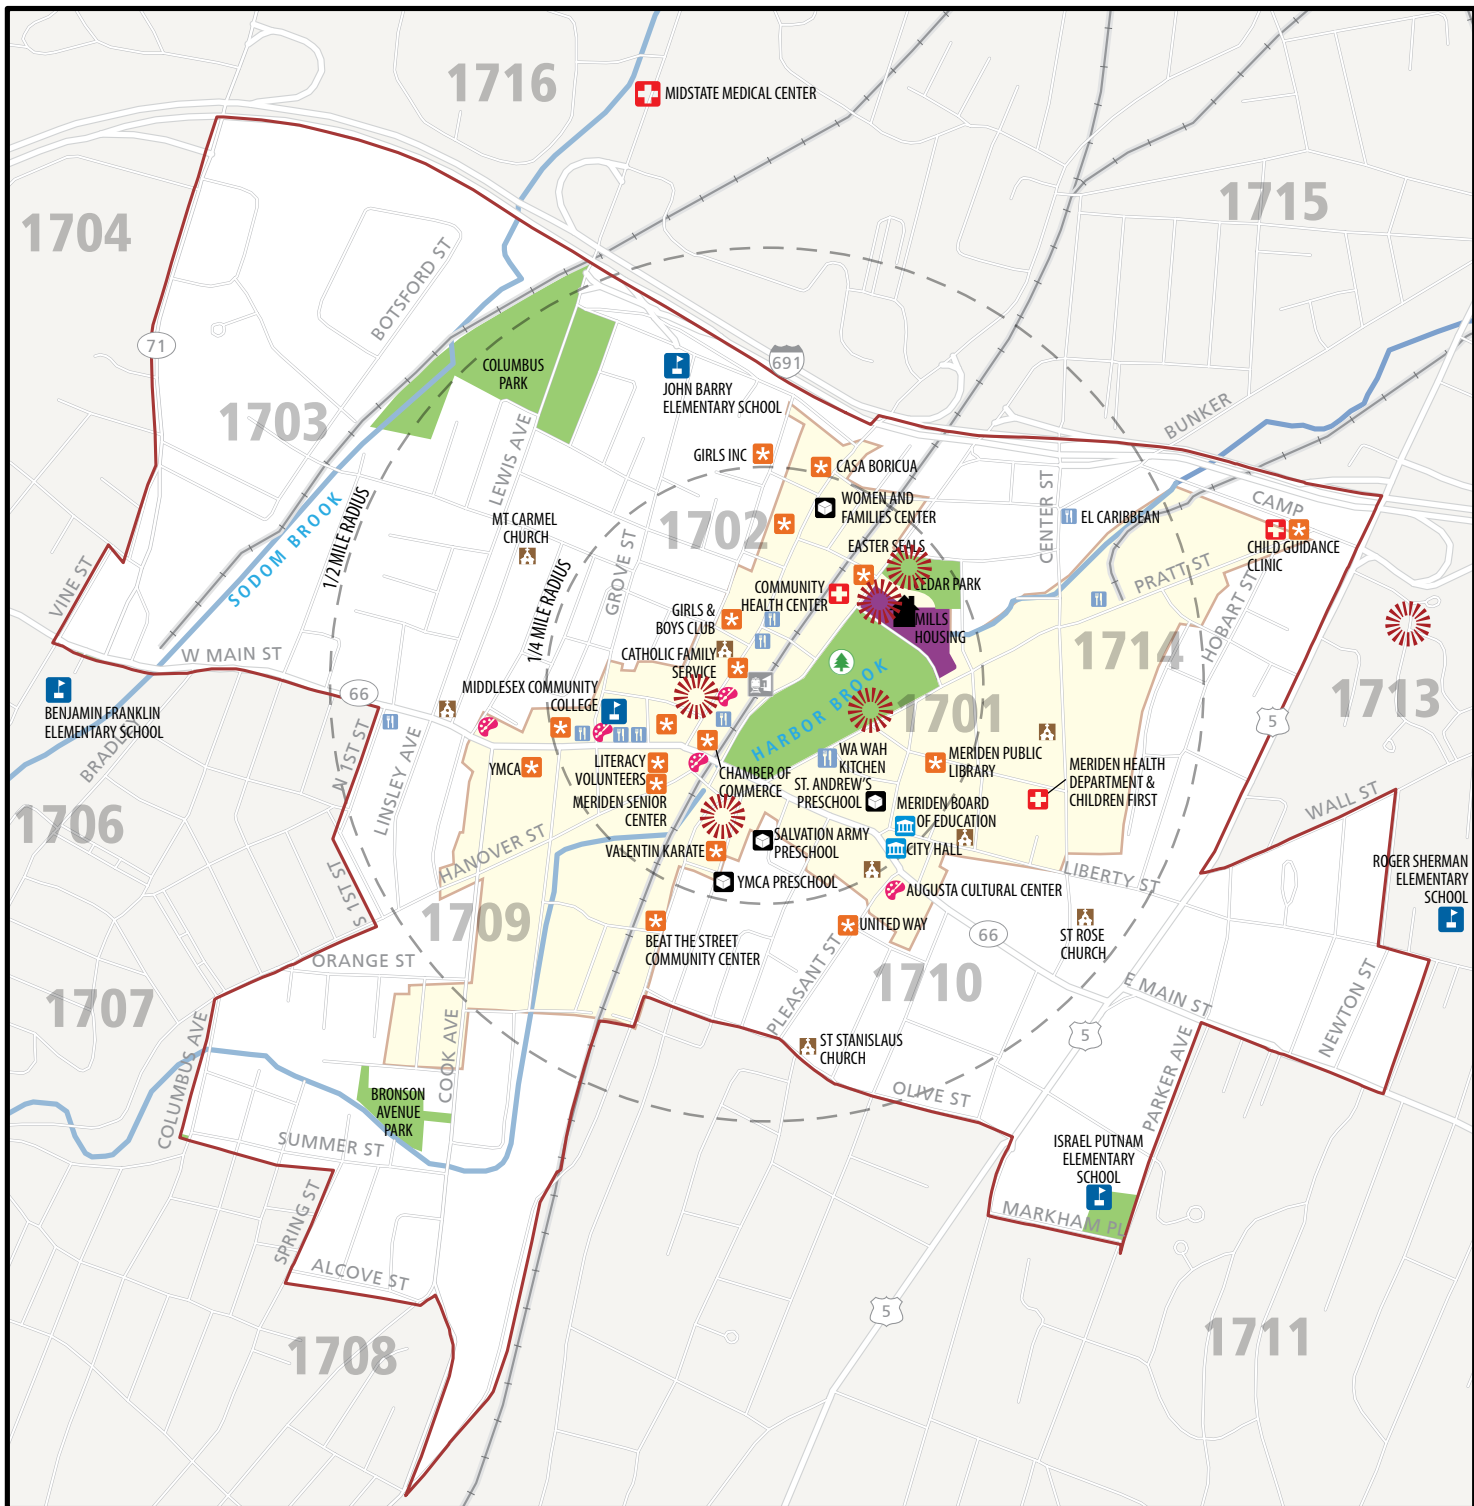 1716
MIDSTATE MEDICAL CENTER
1715
1704
BOTSFORD ST
71
691
COLUMBUS
PARK
JOHN BARRY
ELEMENTARY SCHOOL
1703
BUNKER
LEWIS AVE
GIRLS INC
CASA BORICUA
CENTER ST
CAMP
SODOM BROOK
1/2 MILE RADIUS
MT CARMEL
CHURCH
1702
WOMEN AND
FAMILIES CENTER
EL CARIBBEAN
CHILD GUIDANCE
CLINIC
EASTER SEALS
VINE ST
1/4 MILE RADIUS
GROVE ST
COMMUNITY
HEALTH CENTER
CEDAR PARK
PRATT ST
HOBART ST
GIRLS &
BOYS CLUB
MILLS
HOUSING
1714
W MAIN ST
CATHOLIC FAMILY
SERVICE
66
MIDDLESEX COMMUNITY
COLLEGE
HARBOR BROOK
1701
1713
5
BENJAMIN FRANKLIN
ELEMENTARY SCHOOL
BRADLEY
N 1ST ST
LINSLEY AVE
YMCA
LITERACY
VOLUNTEERS
MERIDEN SENIOR
CENTER
CHAMBER OF
COMMERCE
WA WAH
KITCHEN
ST. ANDREW'S
PRESCHOOL
MERIDEN PUBLIC
LIBRARY
MERIDEN HEALTH
DEPARTMENT &
CHILDREN FIRST
WALL ST
1706
MERIDEN BOARD
OF EDUCATION
HANOVER ST
VALENTIN KARATE
SALVATION ARMY
PRESCHOOL
CITY HALL
S 1ST ST
YMCA PRESCHOOL
AUGUSTA CULTURAL CENTER
LIBERTY ST
ROGER SHERMAN
ELEMENTARY
SCHOOL
1709
BEAT THE STREET
COMMUNITY CENTER
UNITED WAY
66
ST ROSE
CHURCH
ORANGE ST
PLEASANT ST
1710
E MAIN ST
1707
NEWTON ST
COLUMBUS AVE
COOK AVE
ST STANISLAUS
CHURCH
5
PARKER AVE
BRONSON
AVENUE
PARK
OLIVE ST
SUMMER ST
ISRAEL PUTNAM
ELEMENTARY
SCHOOL
SPRING ST
MARKHAM PL
ALCOVE ST
5
1708
1711